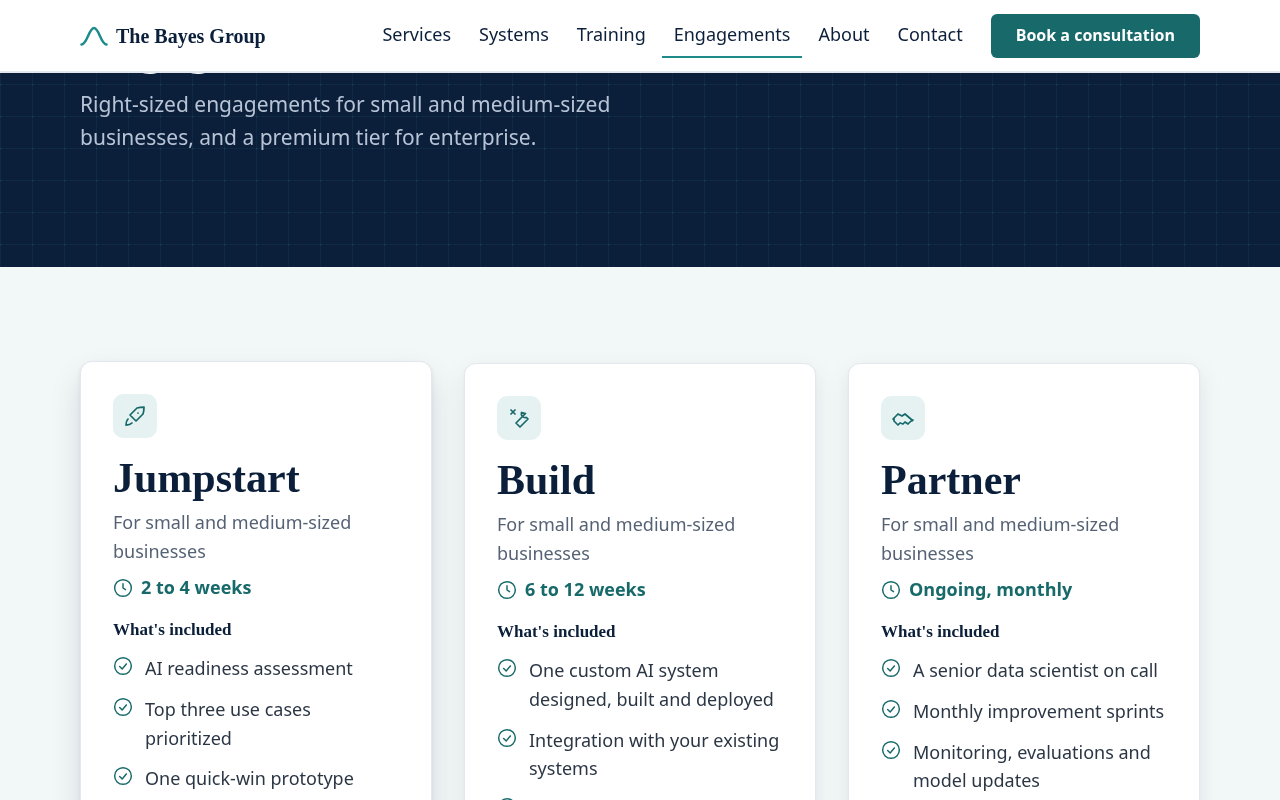 The Bayes Group
Services
Systems
Training
Engagements
About
Contact
Book a consultation
Right-sized engagements for small and medium-sized
businesses, and a premium tier for enterprise.
Jumpstart
For small and medium-sized
businesses
2 to 4 weeks
What's included
AI readiness assessment
Top three use cases
prioritized
One quick-win prototype
Build
For small and medium-sized
businesses
6 to 12 weeks
What's included
One custom AI system
designed, built and deployed
Integration with your existing
systems
Partner
For small and medium-sized
businesses
Ongoing, monthly
What's included
A senior data scientist on call
Monthly improvement sprints
Monitoring, evaluations and
model updates